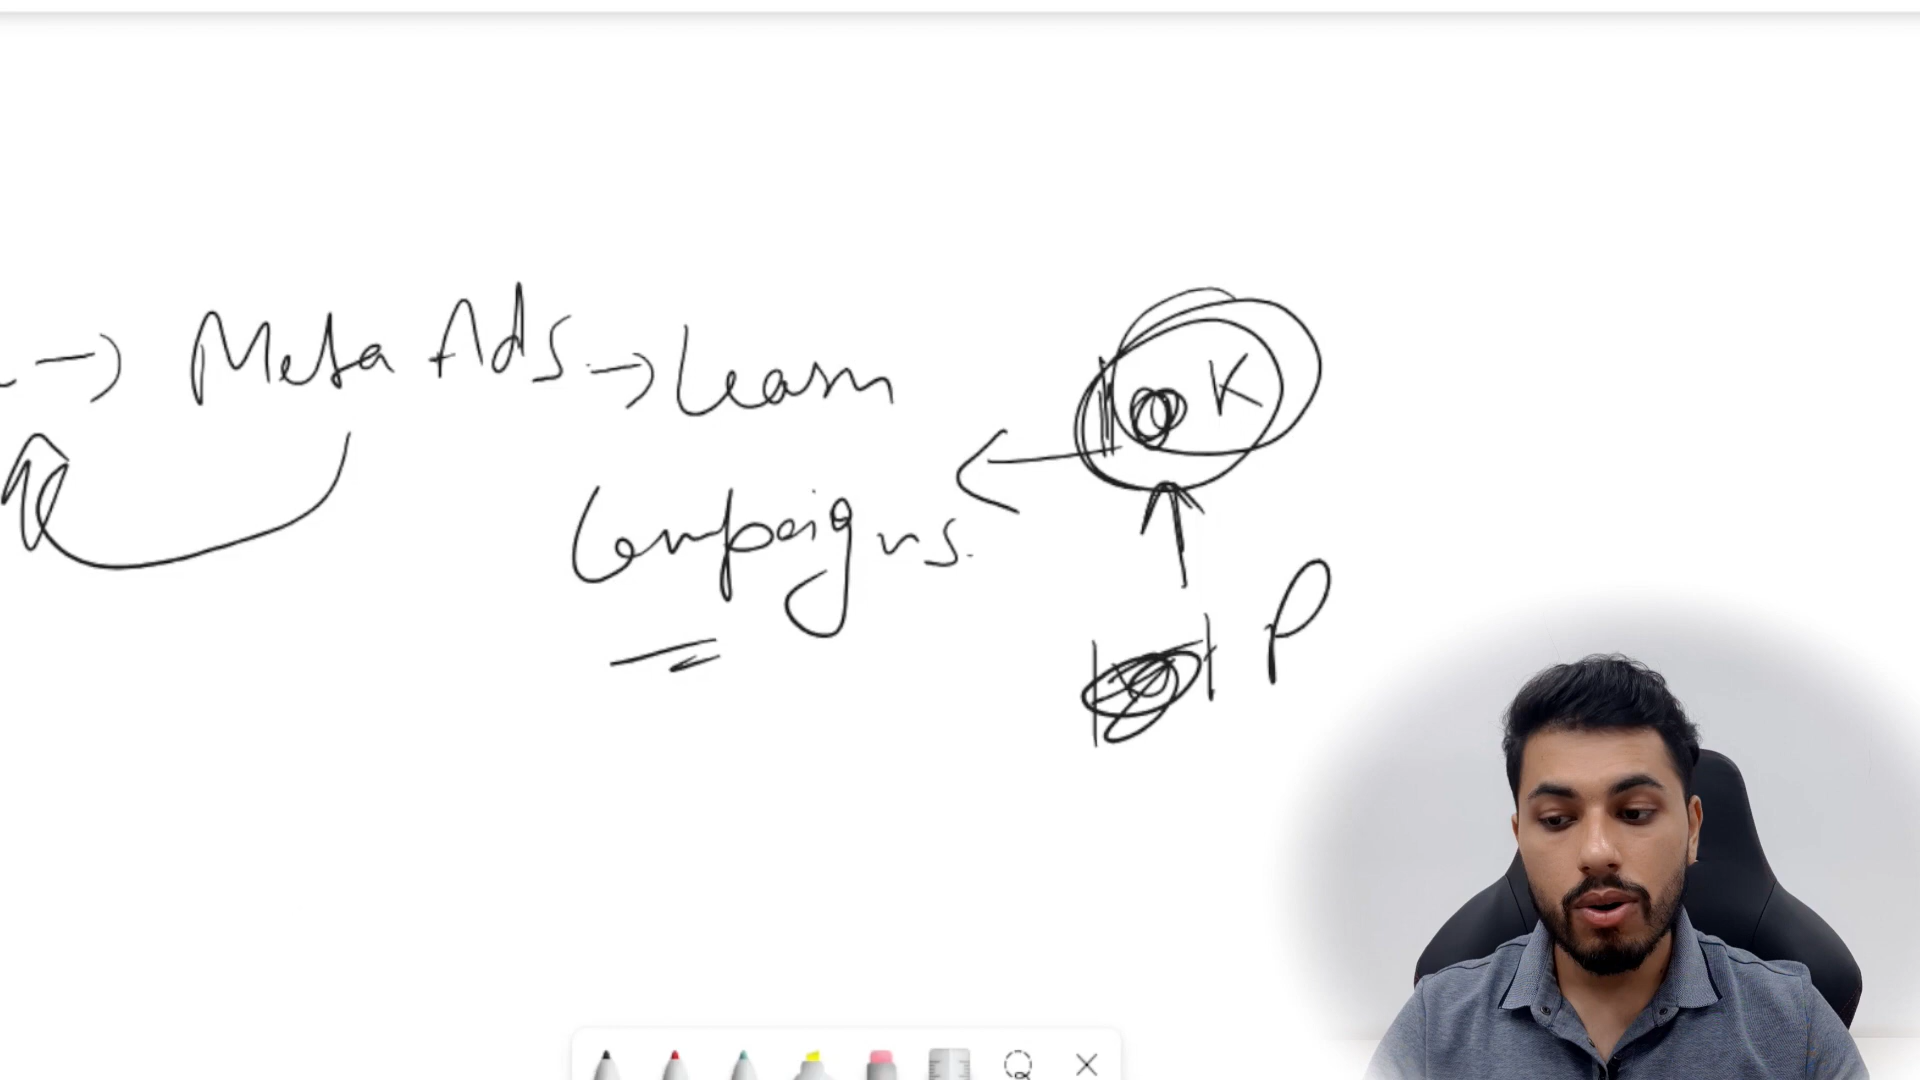 → Meta Ads. → Learn
Campaigns.
K
P